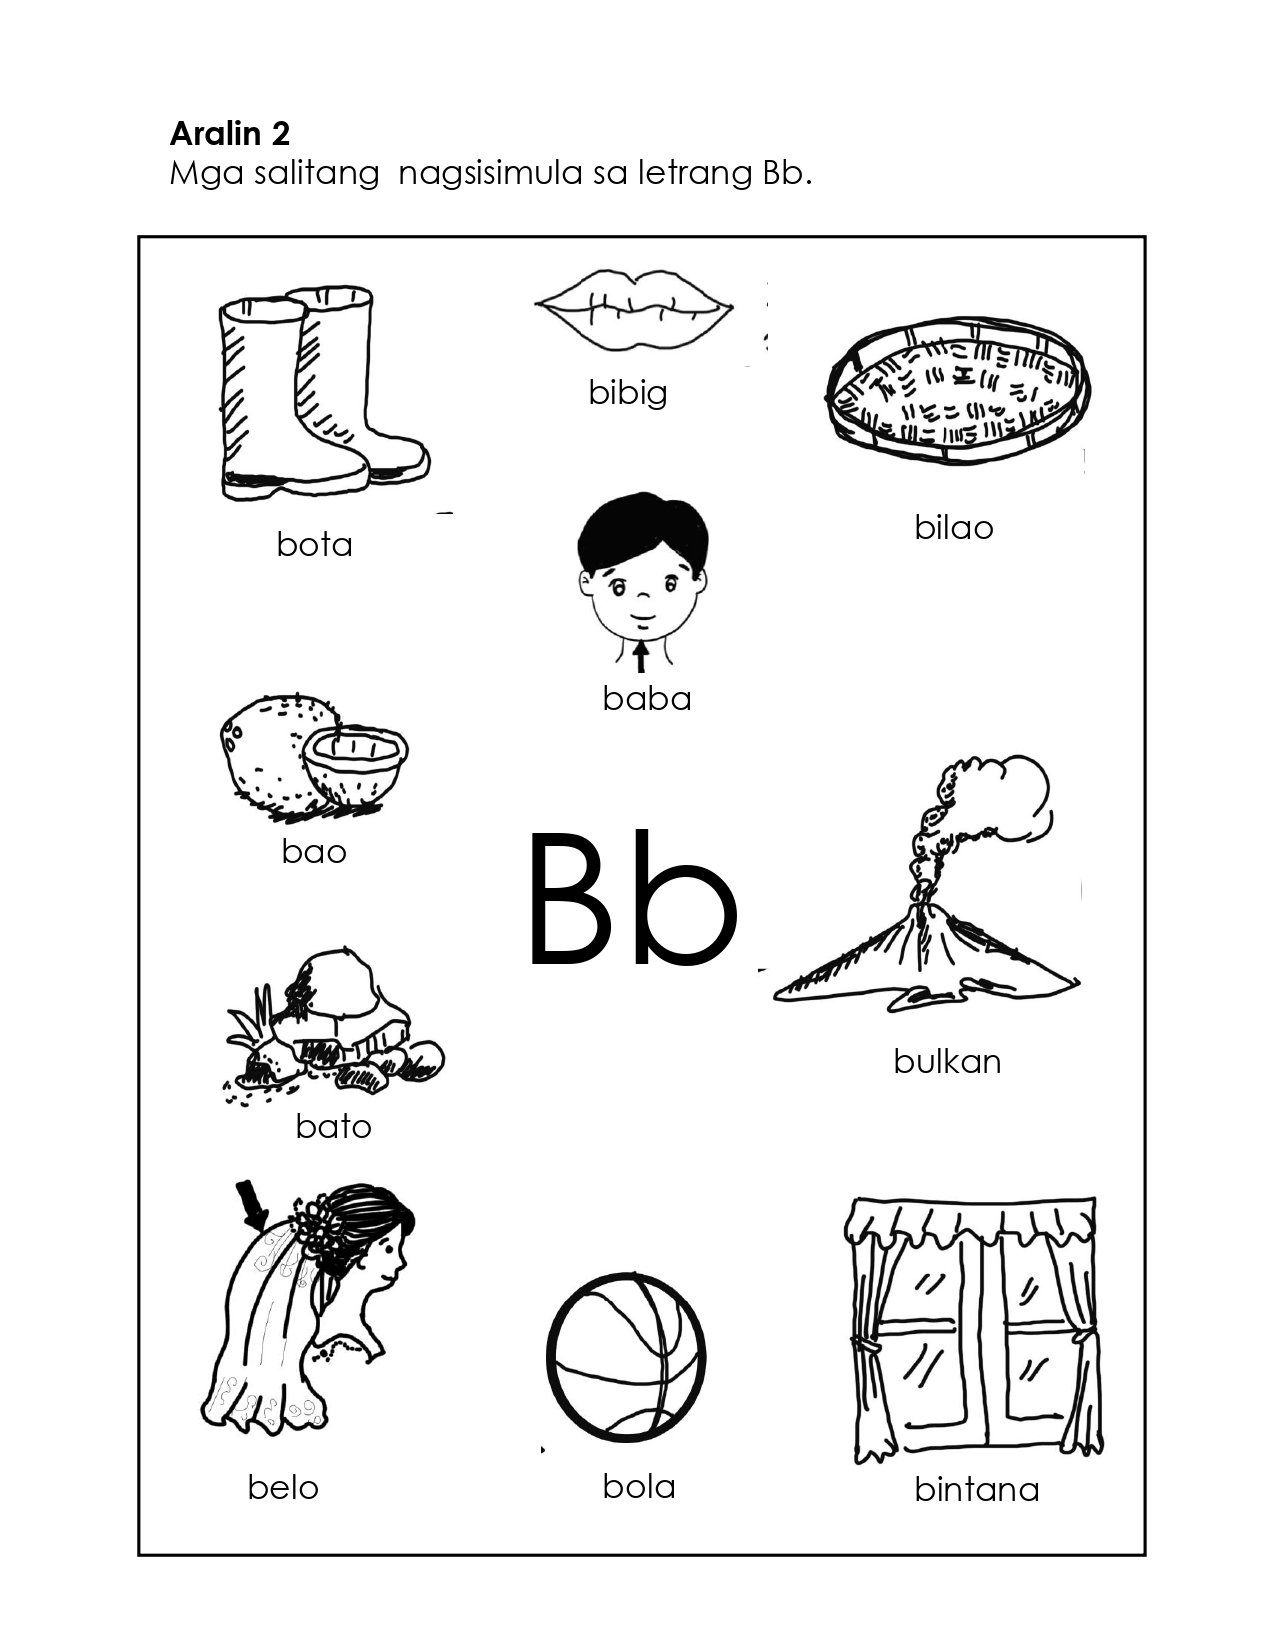 Aralin 2
Mga salitang nagsisimula sa letrang Bb.
bibig
bota
bilao
baba
bao
Bb
bulkan
bato
belo
bola
bintana